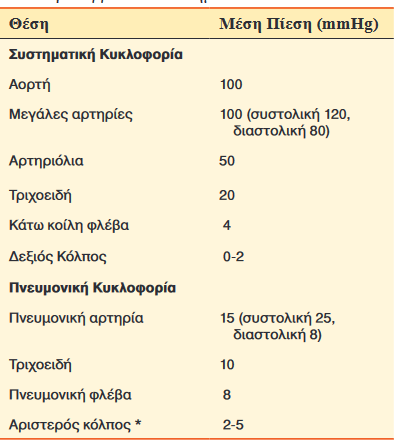 Θέση Μέση Πίεση (mmHg)
Συστηματική Κυκλοφορία
Αορτή 100
Μεγάλες αρτηρίες 100 (συστολική 120,
διαστολική 80)
Αρτηριόλια 50
Τριχοειδή 20
Κάτω κοίλη φλέβα 4
Δεξιός Κόλπος 0-2
Πνευμονική Κυκλοφορία
Πνευμονική αρτηρία 15 (συστολική 25,
διαστολική 8)
Τριχοειδή 10
Πνευμονική φλέβα 8
Αριστερός κόλπος * 2-5